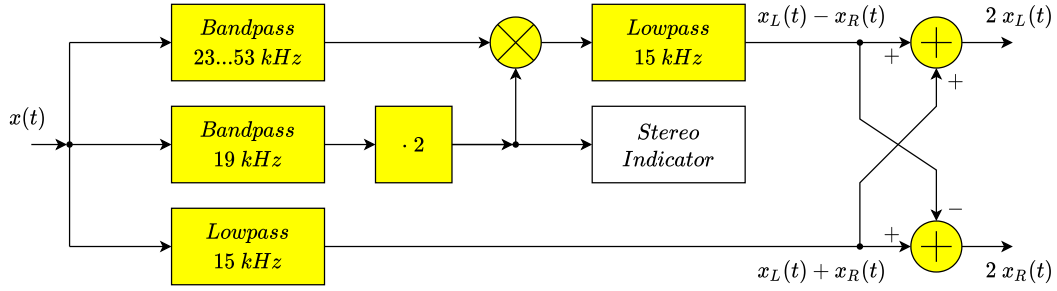 x_L(t) − x_R(t)
2 x_L(t)
Bandpass
23...53 kHz
Lowpass
15 kHz
+
+
x(t)
Bandpass
19 kHz
· 2
Stereo
Indicator
−
Lowpass
15 kHz
+
x_L(t) + x_R(t)
2 x_R(t)